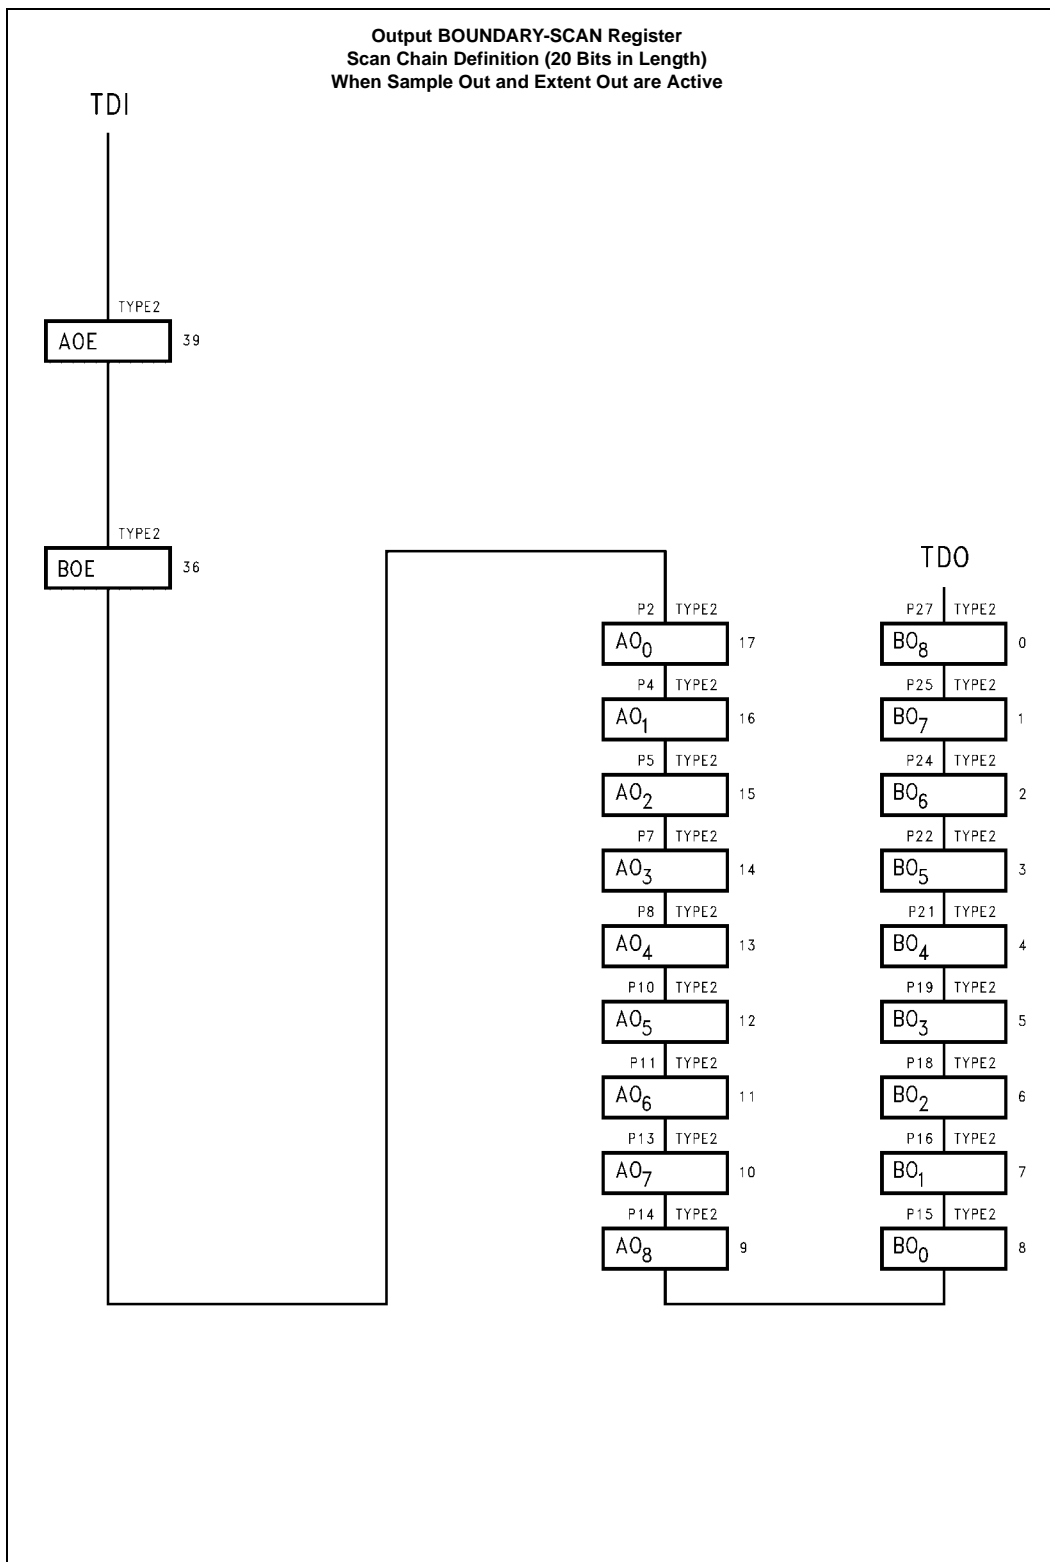 Output BOUNDARY-SCAN Register
Scan Chain Definition (20 Bits in Length)
When Sample Out and Extent Out are Active
TDI
TYPE2
AOE 39
TYPE2
BOE 36
TDO
P2 TYPE2 P27 TYPE2
AO0 17 BO8 0
P4 TYPE2 P25 TYPE2
AO1 16 BO7 1
P5 TYPE2 P24 TYPE2
AO2 15 BO6 2
P7 TYPE2 P22 TYPE2
AO3 14 BO5 3
P8 TYPE2 P21 TYPE2
AO4 13 BO4 4
P10 TYPE2 P19 TYPE2
AO5 12 BO3 5
P11 TYPE2 P18 TYPE2
AO6 11 BO2 6
P13 TYPE2 P16 TYPE2
AO7 10 BO1 7
P14 TYPE2 P15 TYPE2
AO8 9 BO0 8